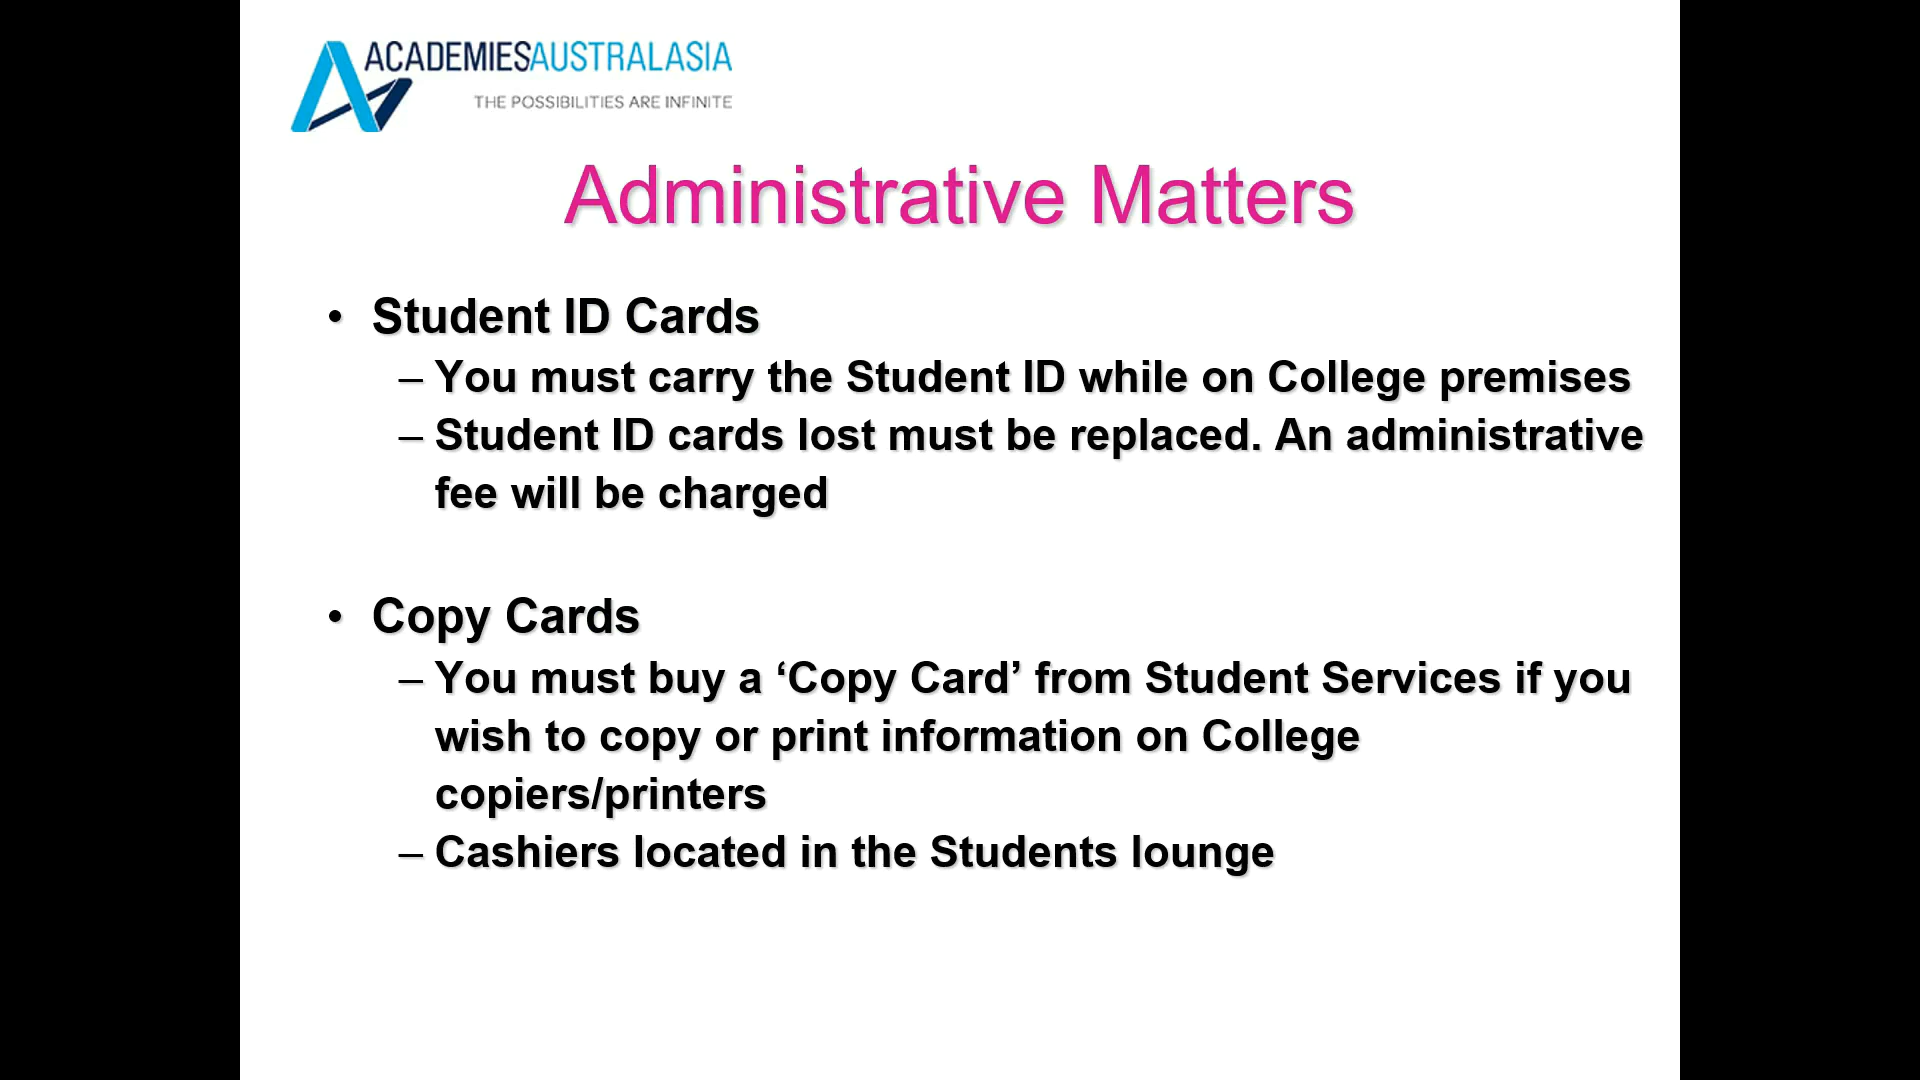 ACADEMIESAUSTRALASIA
THE POSSIBILITIES ARE INFINITE
Administrative Matters
• Student ID Cards
– You must carry the Student ID while on College premises
– Student ID cards lost must be replaced. An administrative
fee will be charged
• Copy Cards
– You must buy a ‘Copy Card’ from Student Services if you
wish to copy or print information on College
copiers/printers
– Cashiers located in the Students lounge